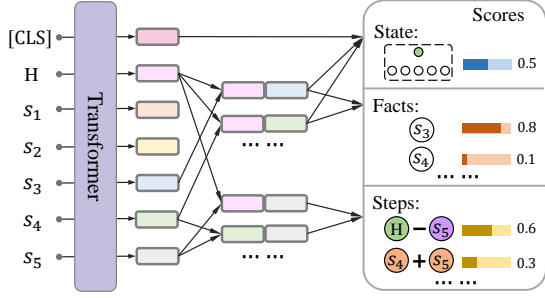 Scores
[CLS]
H
s1
s2
s3
s4
s5
Transformer
... ...
... ...
State:
0.5
Facts:
s3 0.8
s4 0.1
... ...
Steps:
H − s5 0.6
s4 + s5 0.3
... ...